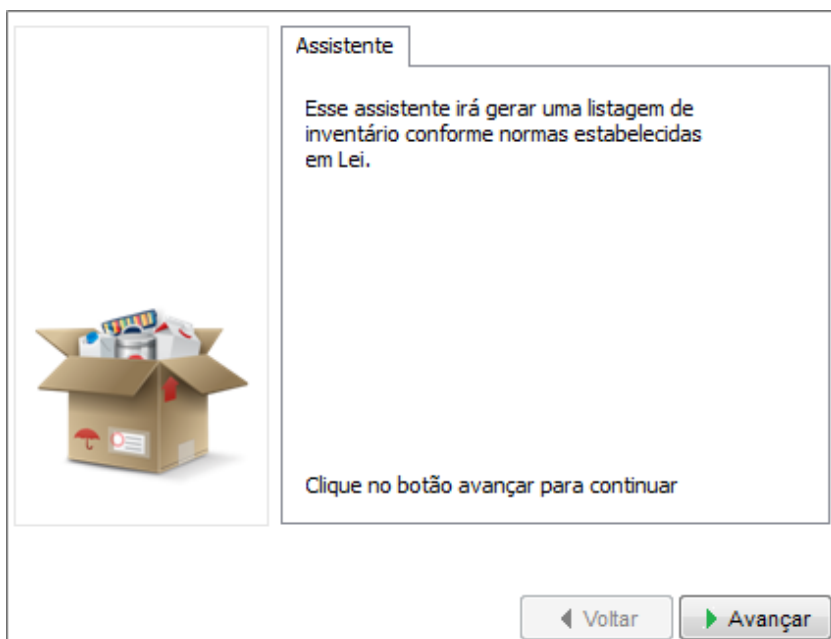 Assistente
Esse assistente irá gerar uma listagem de
inventário conforme normas estabelecidas
em Lei.
Clique no botão avançar para continuar
Voltar
Avançar